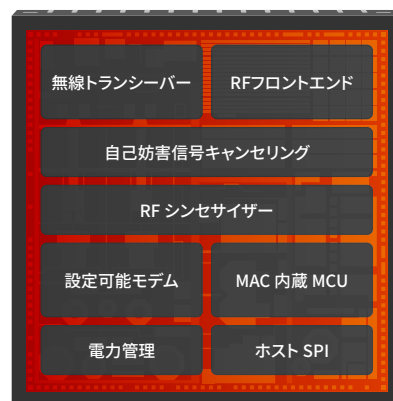 無線トランシーバー
RFフロントエンド
自己妨害信号キャンセリング
RF シンセサイザー
設定可能モデム
MAC 内蔵 MCU
電力管理
ホスト SPI